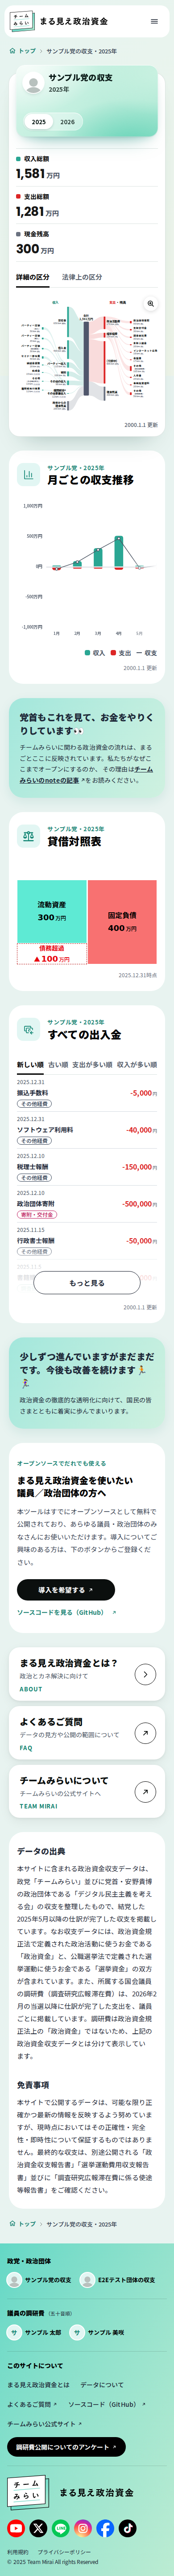 チームみらい
まる見え政治資金
トップ > サンプル党の収支・2025年
サンプル党の収支
2025年
2025 2026
収入総額
1,581万円
支出総額
1,281万円
現金残高
300万円
詳細の区分 法律上の区分
2000.1.1 更新
サンプル党・2025年
月ごとの収支推移
1,000万円
500万円
0円
-500万円
-1,000万円
1月 2月 3月 4月 5月
収入 支出 収支
2000.1.1 更新
党首もこれを見て、お金をやりく
りしています👀
チームみらいに関わる政治資金の流れは、まる
ごとここに反映されています。私たちがなぜこ
こまでオープンにするのか、その理由はチーム
みらいのnoteの記事↗をお読みください。
サンプル党・2025年
貸借対照表
流動資産
300万円
固定負債
400万円
債務超過
▲100万円
2025.12.31時点
サンプル党・2025年
すべての出入金
新しい順 古い順 支出が多い順 収入が多い順
2025.12.31
振込手数料 -5,000円
その他経費
2025.12.31
ソフトウェア利用料 -40,000円
その他経費
2025.12.10
税理士報酬 -150,000円
その他経費
2025.12.10
政治団体寄附 -500,000円
寄附・交付金
2025.11.15
行政書士報酬 -50,000円
その他経費
もっと見る
2000.1.1 更新
少しずつ進んでいますがまだまだ
です。今後も改善を続けます🏃
🏃‍♀️
政治資金の徹底的な透明化に向けて、国民の皆
さまとともに着実に歩んでまいります。
オープンソースでだれでも使える
まる見え政治資金を使いたい
議員／政治団体の方へ
本ツールはすでにオープンソースとして無料で
公開されており、あらゆる議員・政治団体のみ
なさんにお使いいただけます。導入についてご
興味のある方は、下のボタンからご登録くだ
さい。
導入を希望する ↗
ソースコードを見る（GitHub） ↗
まる見え政治資金とは？
政治とカネ解決に向けて
ABOUT
よくあるご質問
データの見方や公開の範囲について
FAQ
チームみらいについて
チームみらいの公式サイトへ
TEAM MIRAI
データの出典
本サイトに含まれる政治資金収支データは、
政党「チームみらい」並びに党首・安野貴博
の政治団体である「デジタル民主主義を考え
る会」の収支を整理したもので、結党した
2025年5月以降の仕訳が完了した収支を掲載し
ています。なお収支データには、政治資金規
正法で定義された政治活動に使うお金である
「政治資金」と、公職選挙法で定義された選
挙運動に使うお金である「選挙資金」の双方
が含まれています。また、所属する国会議員
の調研費（調査研究広報滞在費）は、2026年2
月の当選以降に仕訳が完了した支出を、議員
ごとに掲載しています。調研費は政治資金規
正法上の「政治資金」ではないため、上記の
政治資金収支データとは分けて表示していま
す。
免責事項
本サイトで公開するデータは、可能な限り正
確かつ最新の情報を反映するよう努めていま
すが、現時点においてはその正確性・完全
性・即時性について保証するものではありま
せん。最終的な収支は、別途公開される「政
治資金収支報告書」「選挙運動費用収支報告
書」並びに「調査研究広報滞在費に係る使途
等報告書」をご確認ください。
トップ > サンプル党の収支・2025年
政党・政治団体
サンプル党の収支 E2Eテスト団体の収支
議員の調研費（五十音順）
サ サンプル 太郎 サ サンプル 美咲
このサイトについて
まる見え政治資金とは データについて
よくあるご質問 ↗ ソースコード（GitHub） ↗
チームみらい公式サイト ↗
調研費公開についてのアンケート ↗
チームみらい
まる見え政治資金
利用規約 プライバシーポリシー
© 2025 Team Mirai All rights Reserved